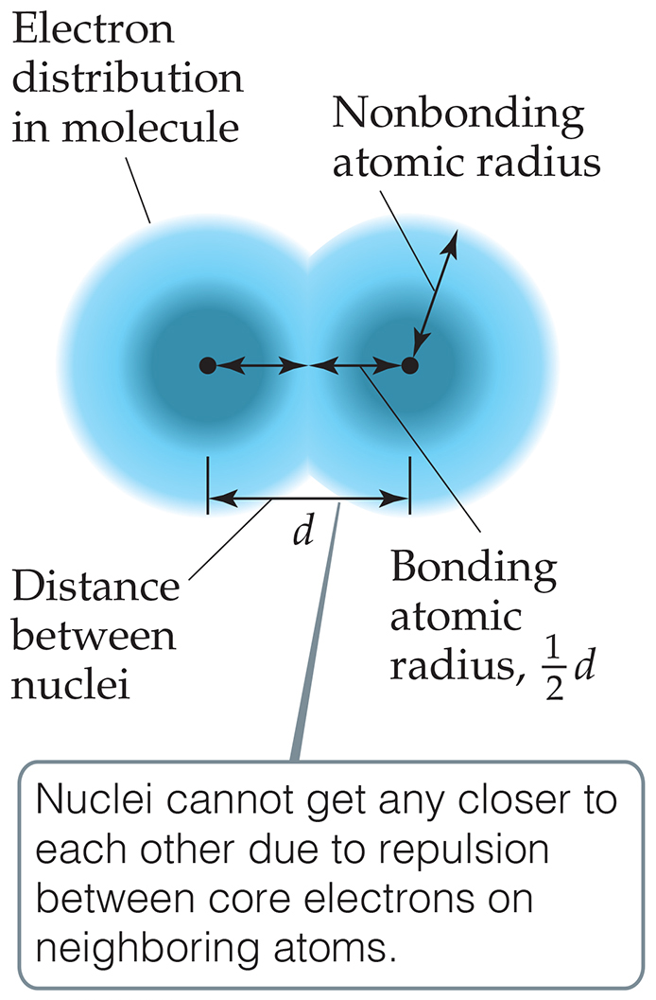 Electron
distribution
in molecule
Nonbonding
atomic radius
d
Distance
between
nuclei
Bonding
atomic
radius, 1/2 d
Nuclei cannot get any closer to
each other due to repulsion
between core electrons on
neighboring atoms.